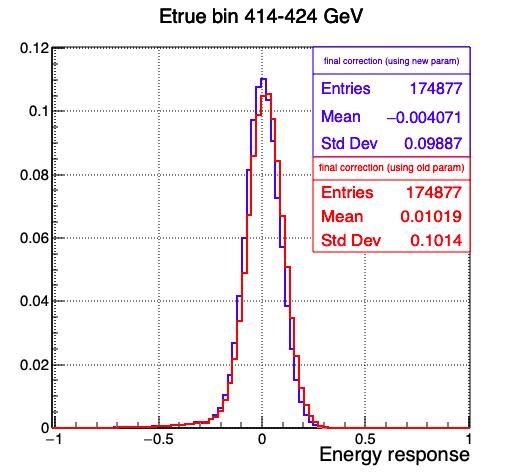 Etrue bin 414-424 GeV
0.12
0.1
0.08
0.06
0.04
0.02
0
final correction (using new param)
Entries 174877
Mean −0.004071
Std Dev 0.09887
final correction (using old param)
Entries 174877
Mean 0.01019
Std Dev 0.1014
−1 −0.5 0 0.5 1
Energy response